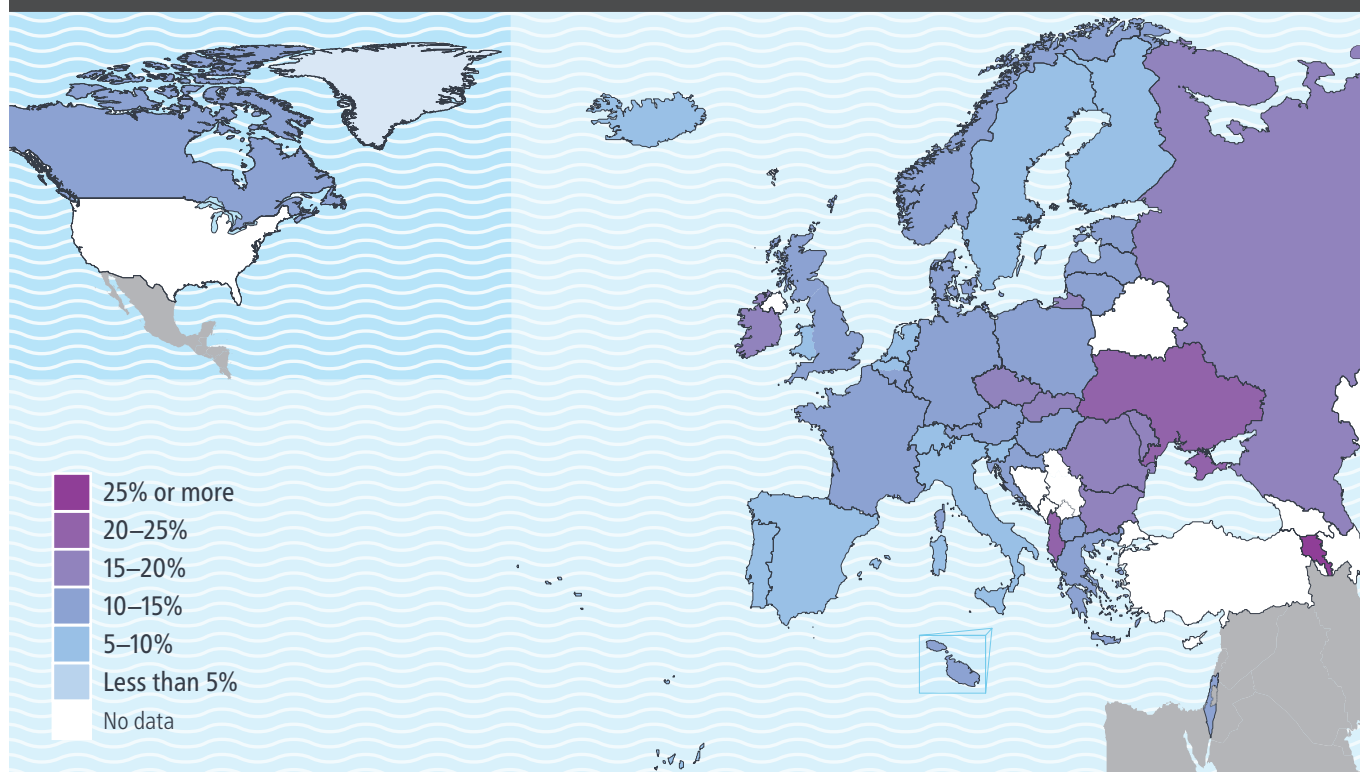 25% or more
20–25%
15–20%
10–15%
5–10%
Less than 5%
No data